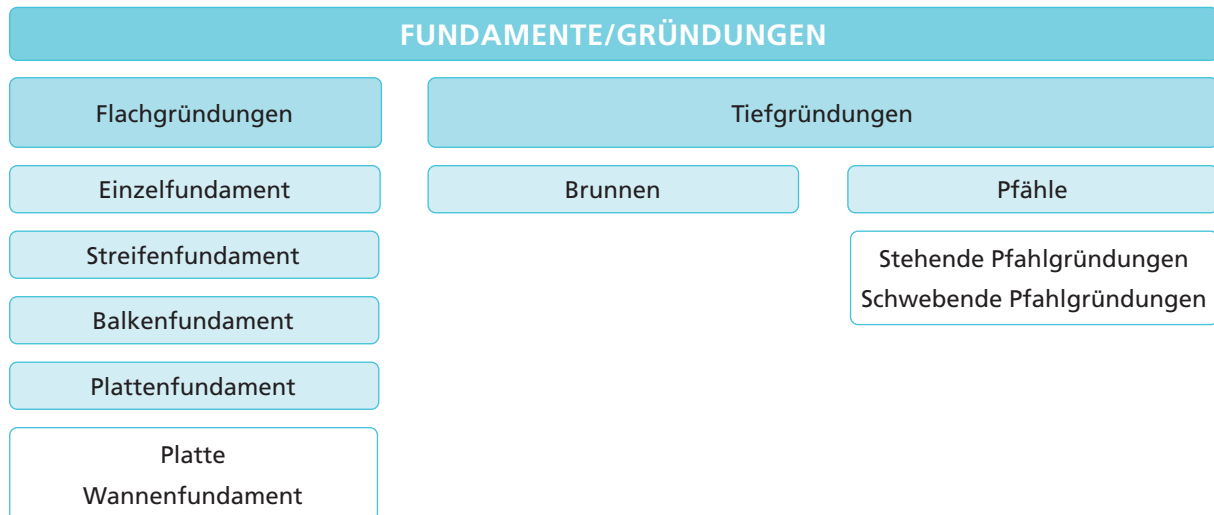 FUNDAMENTE/GRÜNDUNGEN
Flachgründungen
Tiefgründungen
Einzelfundament
Brunnen
Pfähle
Streifenfundament
Stehende Pfahlgründungen
Schwebende Pfahlgründungen
Balkenfundament
Plattenfundament
Platte
Wannenfundament